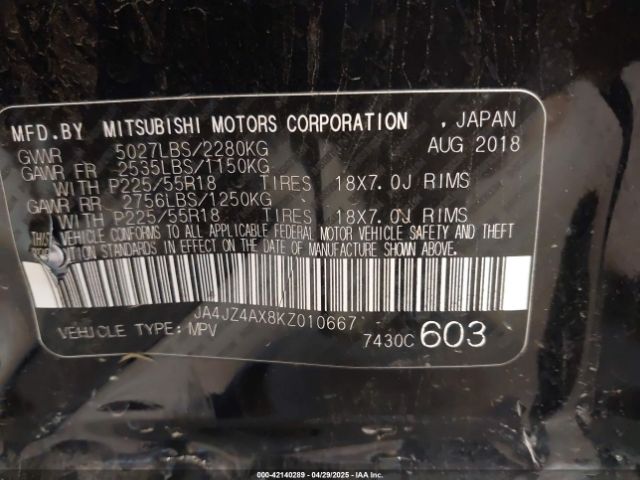 MFD.BY MITSUBISHI MOTORS CORPORATION , JAPAN
GVWR 5027LBS/2280KG AUG 2018
GAWR FR 2535LBS/1150KG
WITH P225/55R18 TIRES 18X7.0J RIMS
GAWR RR 2756LBS/1250KG
WITH P225/55R18 TIRES 18X7.0J RIMS
THIS VEHICLE CONFORMS TO ALL APPLICABLE FEDERAL MOTOR VEHICLE SAFETY AND THEFT
STANDARDS IN EFFECT ON THE DATE OF MANUFACTURE SHOWN ABOVE.
JA4JZ4AX8KZ010667
VEHICLE TYPE: MPV 7430C 603
000-42140289 - 04/29/2025 - IAA Inc.